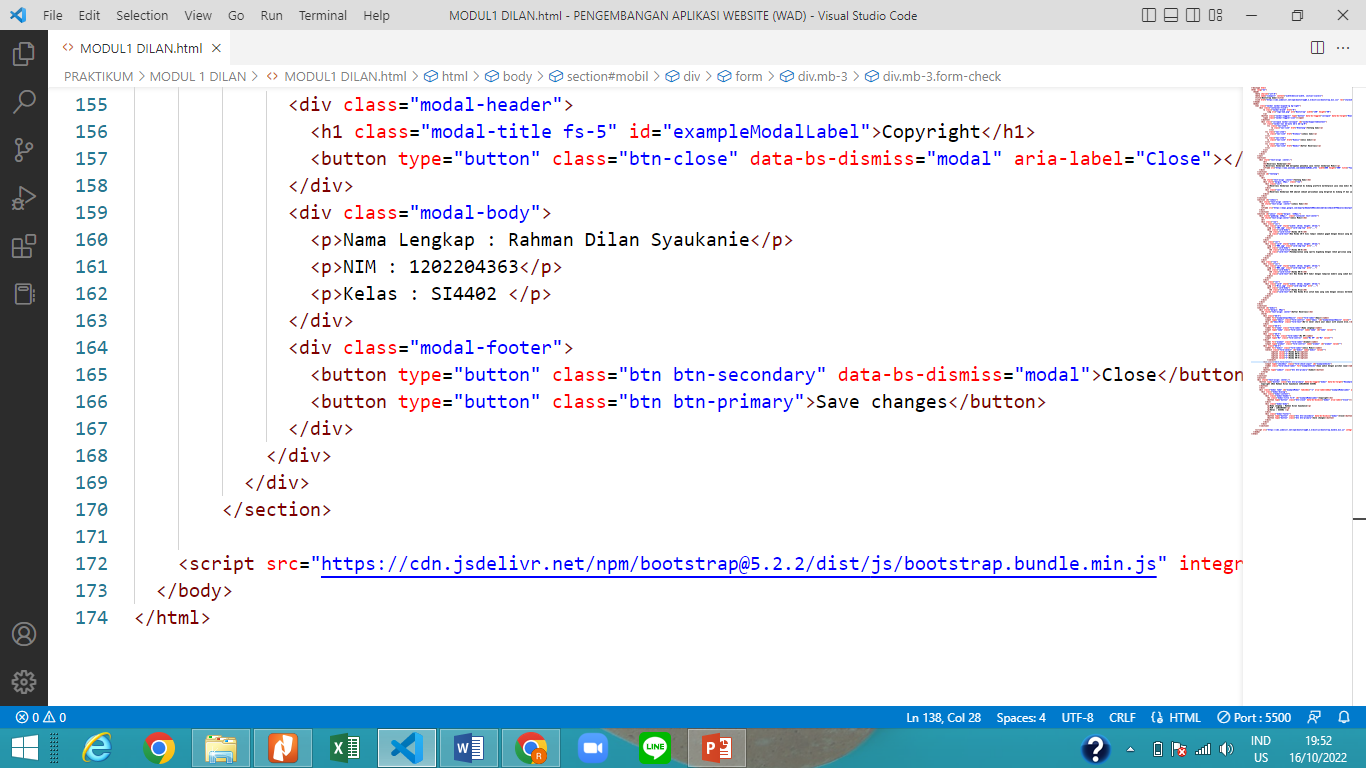 File Edit Selection View Go Run Terminal Help MODUL1 DILAN.html - PENGEMBANGAN APLIKASI WEBSITE (WAD) - Visual Studio Code
<> MODUL1 DILAN.html ×
PRAKTIKUM > MODUL 1 DILAN > <> MODUL1 DILAN.html > html > body > section#mobil > div > form > div.mb-3 > div.mb-3.form-check
155 <div class="modal-header">
156 <h1 class="modal-title fs-5" id="exampleModalLabel">Copyright</h1>
157 <button type="button" class="btn-close" data-bs-dismiss="modal" aria-label="Close"></
158 </div>
159 <div class="modal-body">
160 <p>Nama Lengkap : Rahman Dilan Syaukanie</p>
161 <p>NIM : 1202204363</p>
162 <p>Kelas : SI4402 </p>
163 </div>
164 <div class="modal-footer">
165 <button type="button" class="btn btn-secondary" data-bs-dismiss="modal">Close</button
166 <button type="button" class="btn btn-primary">Save changes</button>
167 </div>
168 </div>
169 </div>
170 </section>
171
172 <script src="https://cdn.jsdelivr.net/npm/bootstrap@5.2.2/dist/js/bootstrap.bundle.min.js" integr
173 </body>
174 </html>
0 0 Ln 138, Col 28 Spaces: 4 UTF-8 CRLF HTML Port : 5500
IND 19:52
US 16/10/2022